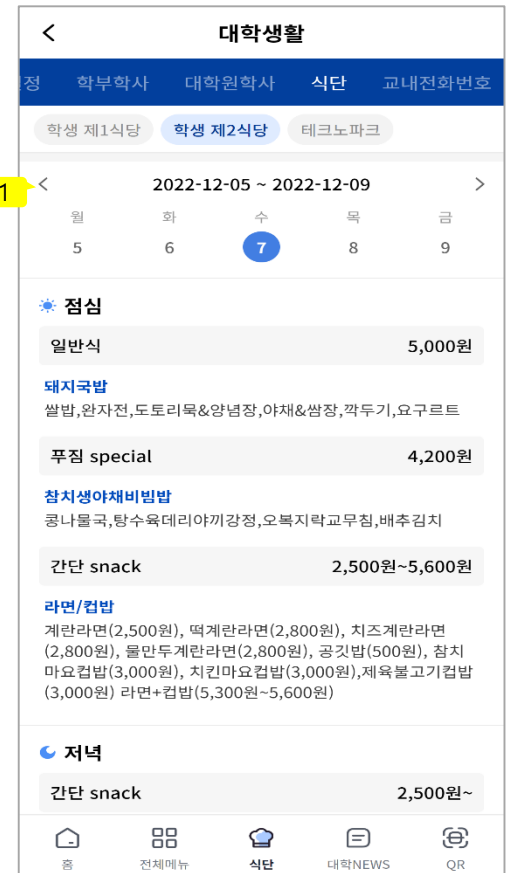 대학생활
정 학부학사 대학원학사 식단 교내전화번호
학생 제1식당 학생 제2식당 테크노파크
1
2022-12-05 ~ 2022-12-09
월 화 수 목 금
5 6 7 8 9
점심
일반식 5,000원
돼지국밥
쌀밥,완자전,도토리묵&양념장,야채&쌈장,깍두기,요구르트
푸짐 special 4,200원
참치생야채비빔밥
콩나물국,탕수육데리야끼강정,오복지락교무침,배추김치
간단 snack 2,500원~5,600원
라면/컵밥
계란라면(2,500원), 떡계란라면(2,800원), 치즈계란라면
(2,800원), 물만두계란라면(2,800원), 공깃밥(500원), 참치
마요컵밥(3,000원), 치킨마요컵밥(3,000원),제육불고기컵밥
(3,000원) 라면+컵밥(5,300원~5,600원)
저녁
간단 snack 2,500원~
홈 전체메뉴 식단 대학NEWS QR